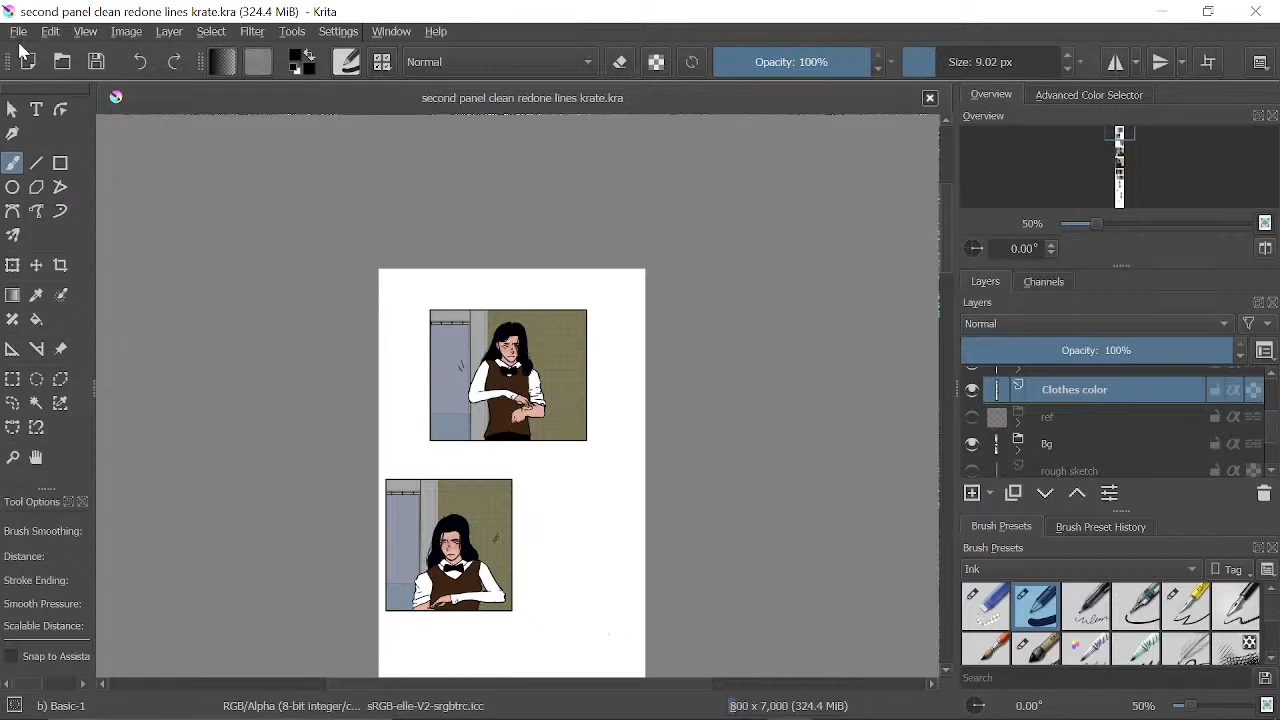 second panel clean redone lines krate.kra (324.4 MiB) - Krita
File Edit View Image Layer Filter Select Tools Settings Window Help
Normal
Opacity: 100%
Size: 9.02 px
second panel clean redone lines krate.kra
Overview Advanced Color Selector
Overview
50%
0.00°
Layers Channels
Layers
Normal
Opacity: 100%
Clothes color
ref
Bg
rough sketch
Brush Presets Brush Preset History
Brush Presets
Ink
Tag
Search
Tool Options
Brush Smoothing:
Distance:
Stroke Ending:
Smooth Pressure:
Scalable Distance:
Snap to Assista
b) Basic-1
RGB/Alpha (8-bit integer/c... sRGB-elle-V2-srgbtrc.icc
800 x 7,000 (324.4 MiB)
0.00°
50%